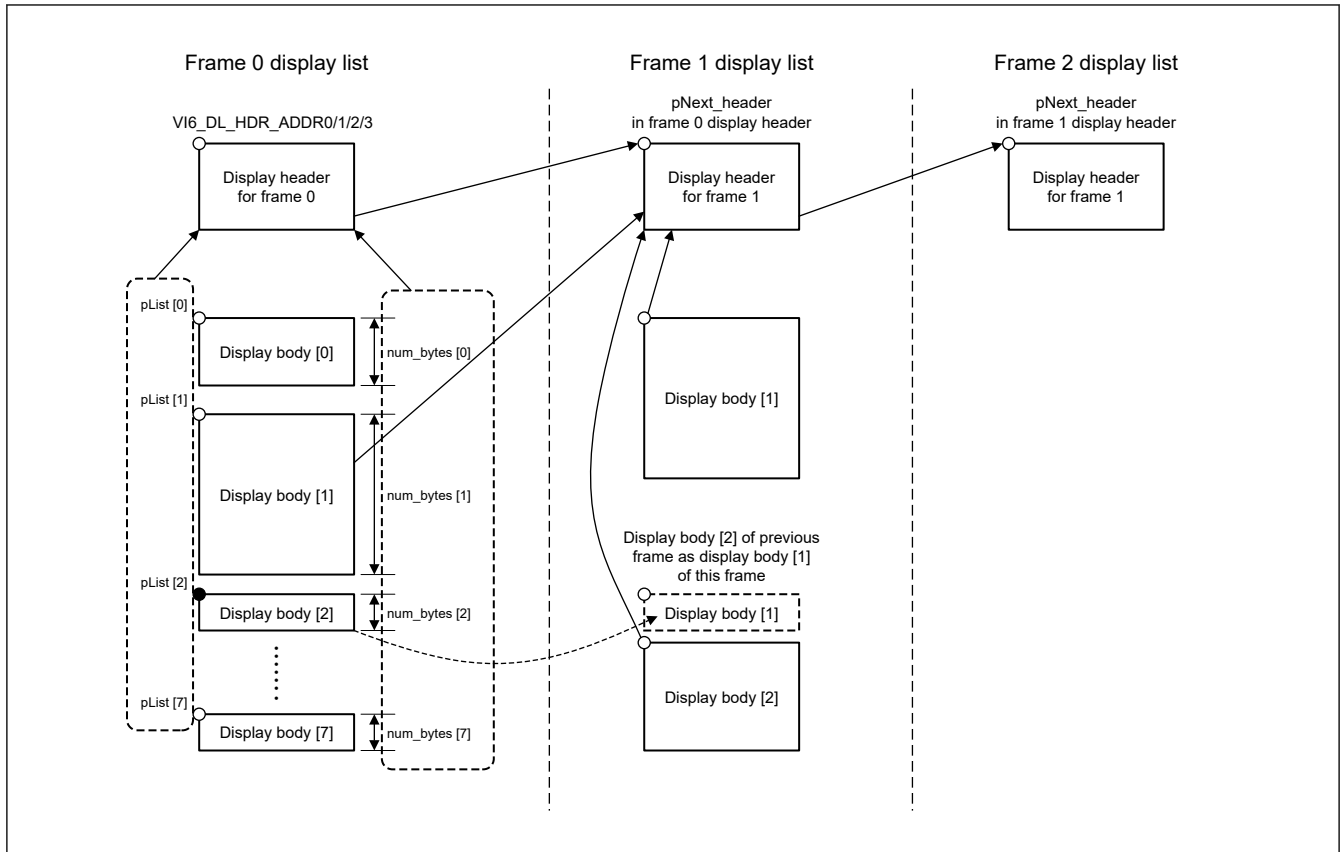 Frame 0 display list
VI6_DL_HDR_ADDR0/1/2/3
Display header
for frame 0
pList [0]
Display body [0]
num_bytes [0]
pList [1]
Display body [1]
num_bytes [1]
pList [2]
Display body [2]
num_bytes [2]
pList [7]
Display body [7]
num_bytes [7]
Frame 1 display list
pNext_header
in frame 0 display header
Display header
for frame 1
Display body [1]
Display body [2] of previous
frame as display body [1]
of this frame
Display body [1]
Display body [2]
Frame 2 display list
pNext_header
in frame 1 display header
Display header
for frame 1